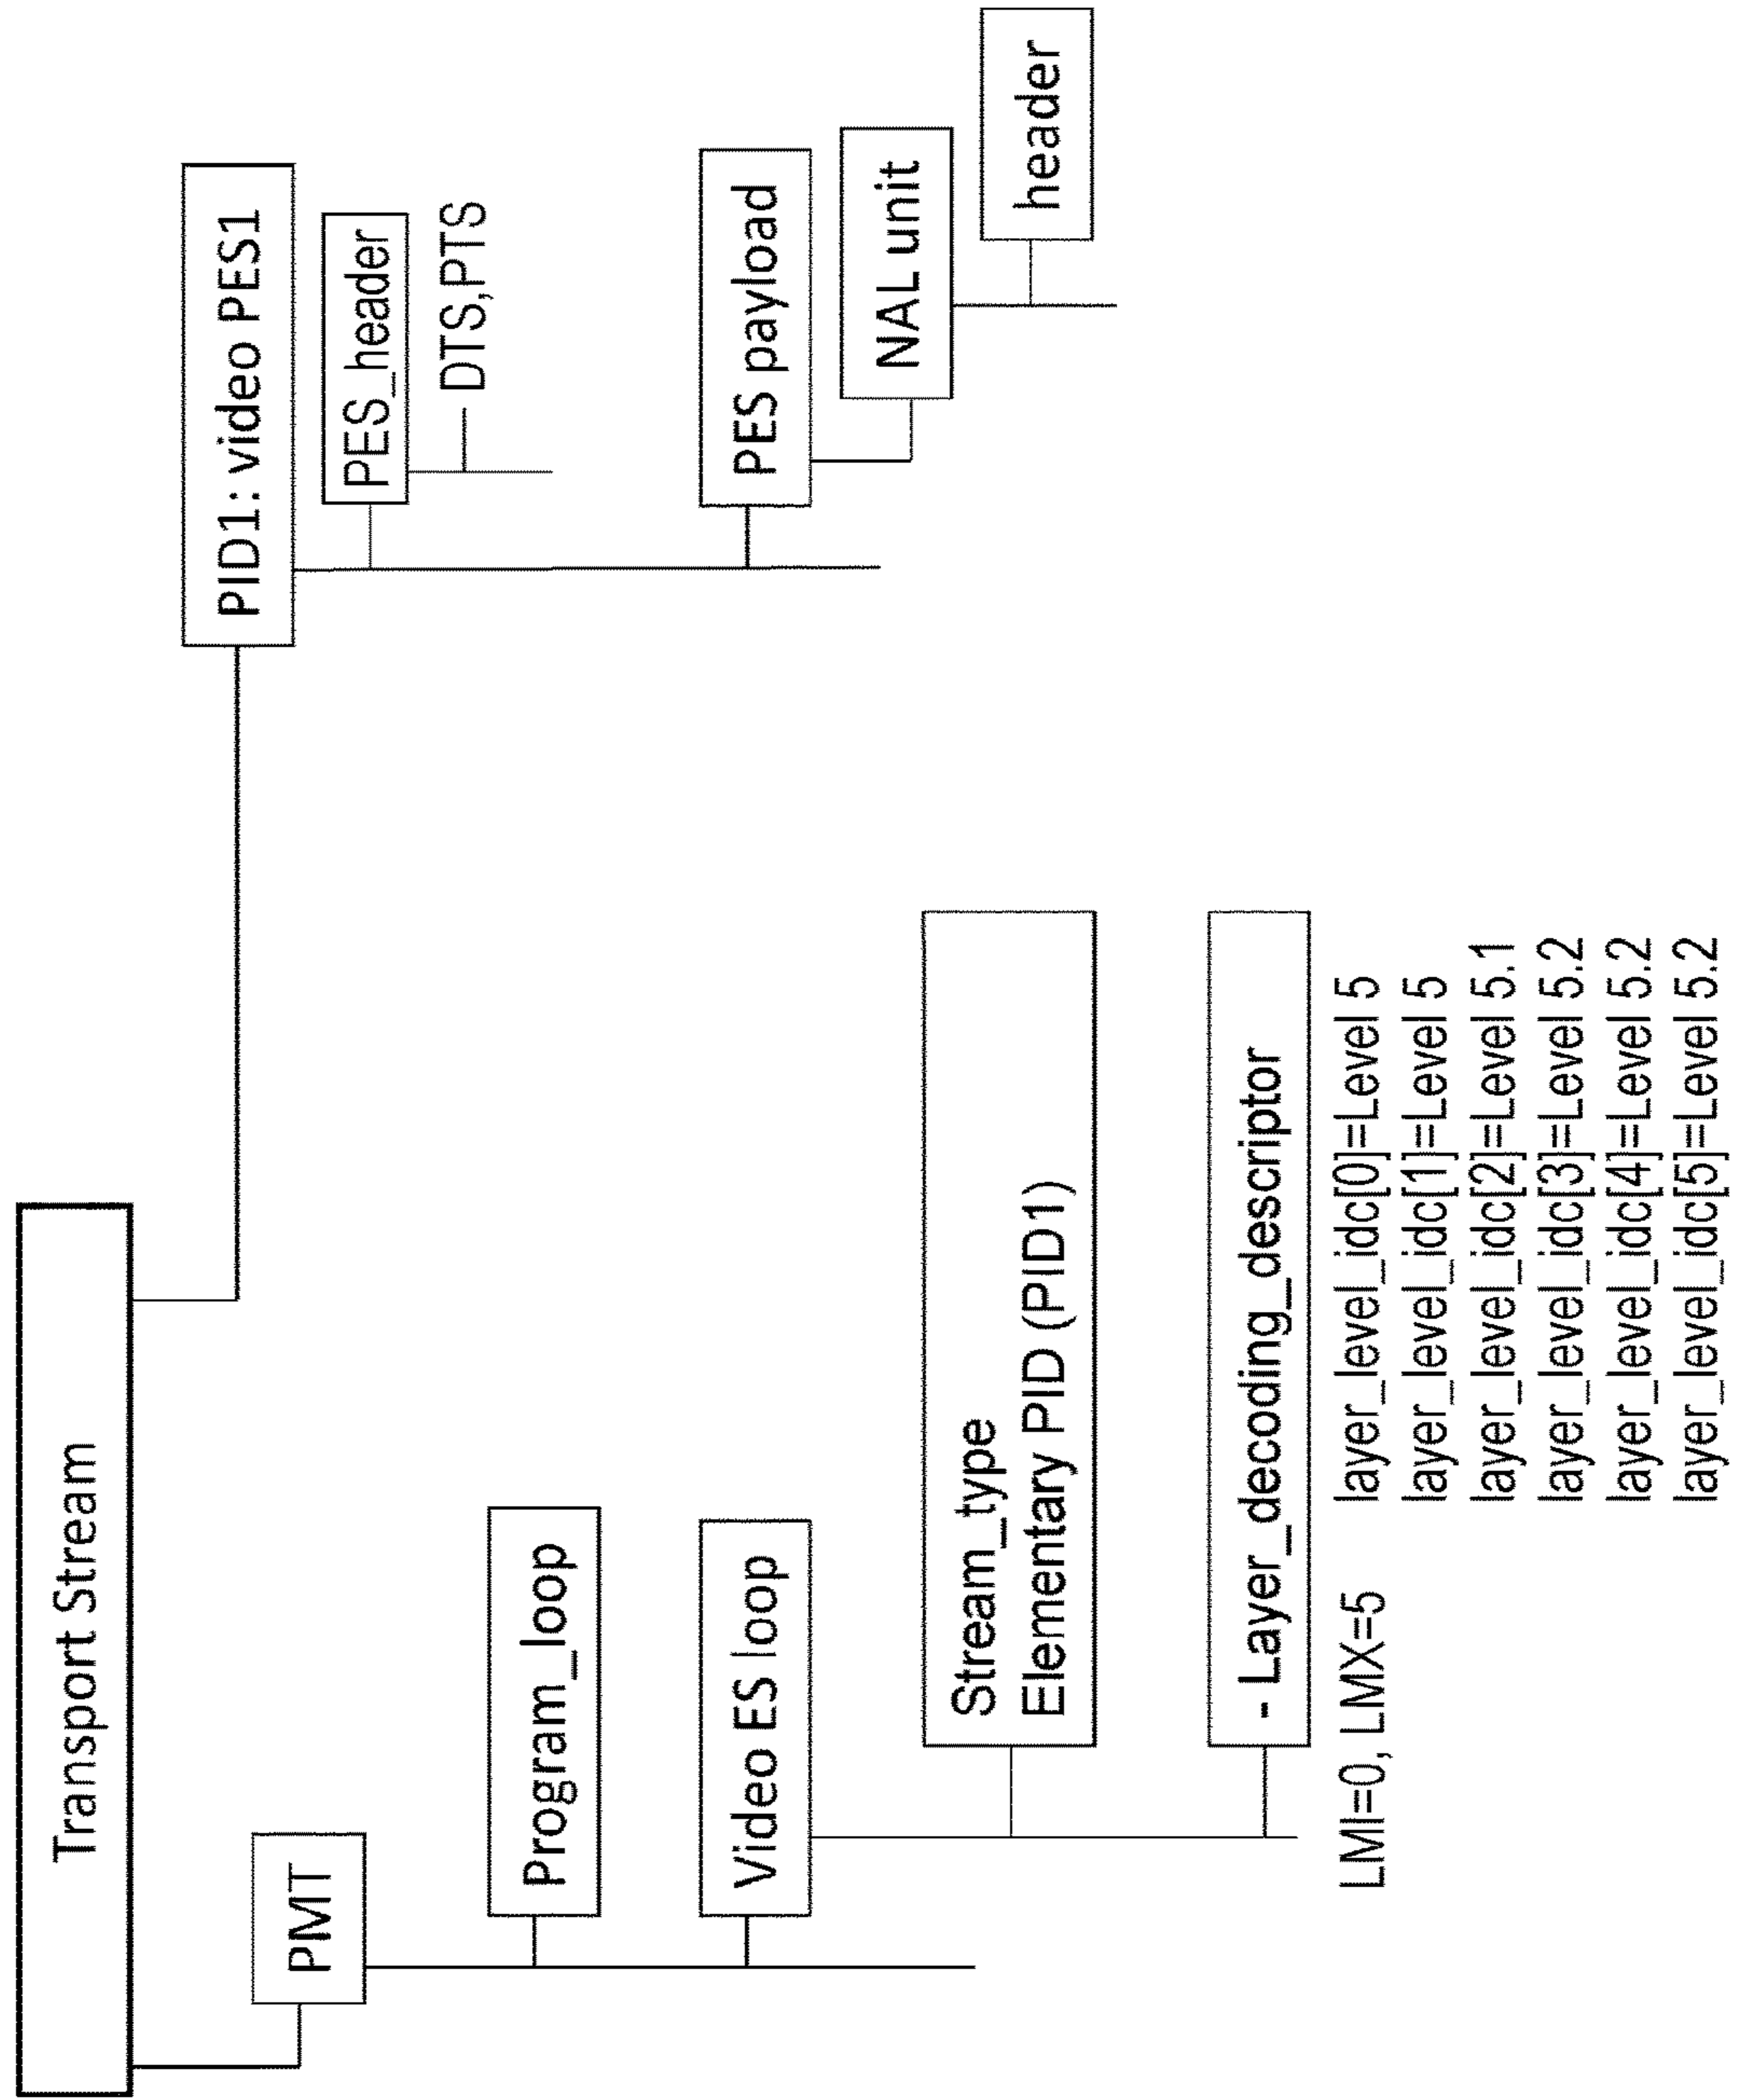 Transport Stream
PMT
Program_loop
Video ES loop
Stream_type
Elementary PID (PID1)
- Layer_decoding_descriptor
LMI=0, LMX=5
layer_level_idc[0]=Level 5
layer_level_idc[1]=Level 5
layer_level_idc[2]=Level 5.1
layer_level_idc[3]=Level 5.2
layer_level_idc[4]=Level 5.2
layer_level_idc[5]=Level 5.2
PID1: video PES1
PES_header
DTS,PTS
PES payload
NAL unit
header